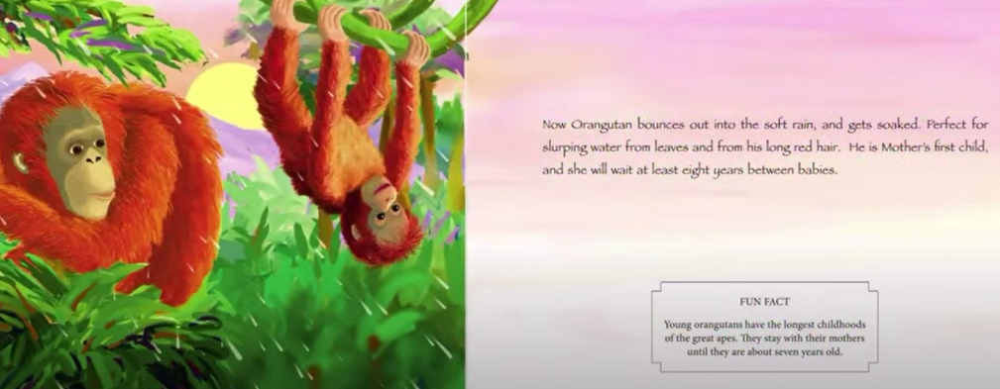 Now Orangutan bounces out into the soft rain, and gets soaked. Perfect for
slurping water from leaves and from his long red hair. He is Mother's first child,
and she will wait at least eight years between babies.
FUN FACT
Young orangutans have the longest childhoods
of the great apes. They stay with their mothers
until they are about seven years old.